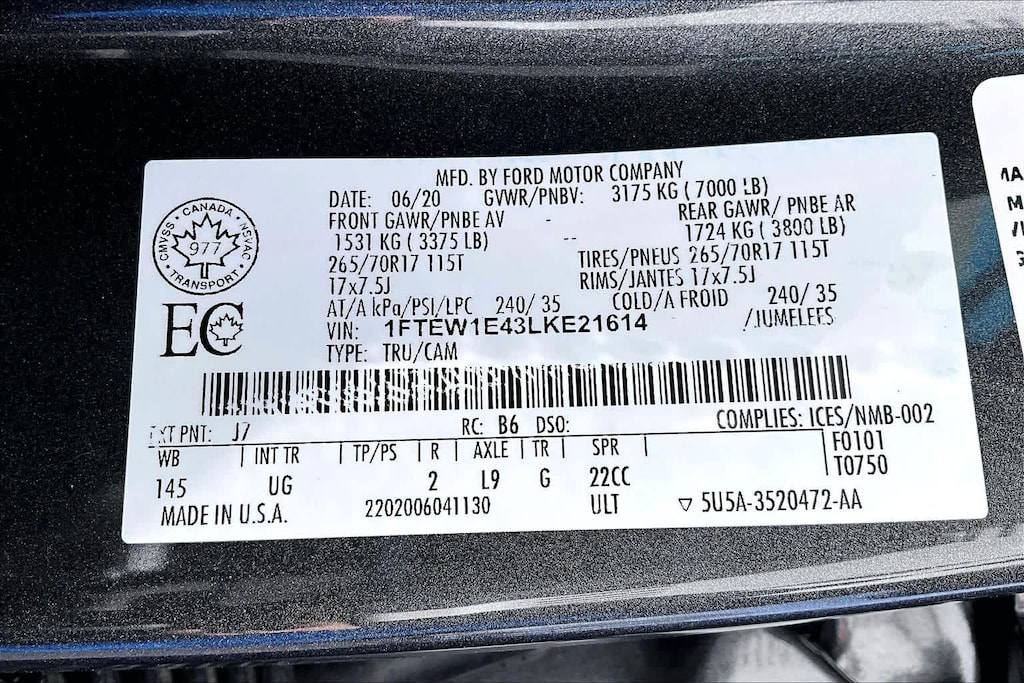 MFD. BY FORD MOTOR COMPANY
DATE: 06/20 GVWR/PNBV: 3175 KG ( 7000 LB)
FRONT GAWR/PNBE AV - REAR GAWR/ PNBE AR
1531 KG ( 3375 LB) -- 1724 KG ( 3800 LB)
265/70R17 115T TIRES/PNEUS 265/70R17 115T
17x7.5J RIMS/JANTES 17x7.5J
AT/A kPa/PSI/LPC 240/ 35 COLD/A FROID 240/ 35
VIN: 1FTEW1E43LKE21614 /JUMELEES
TYPE: TRU/CAM
CANADA
CMVSS NSVAC
977
TRANSPORT
EC
EXT PNT: J7 RC: B6 DSO: COMPLIES: ICES/NMB-002
WB | INT TR | TP/PS | R | AXLE | TR | SPR | F0101
145 UG 2 L9 G 22CC T0750
MADE IN U.S.A. 2202006041130 ULT ▽ 5U5A-3520472-AA